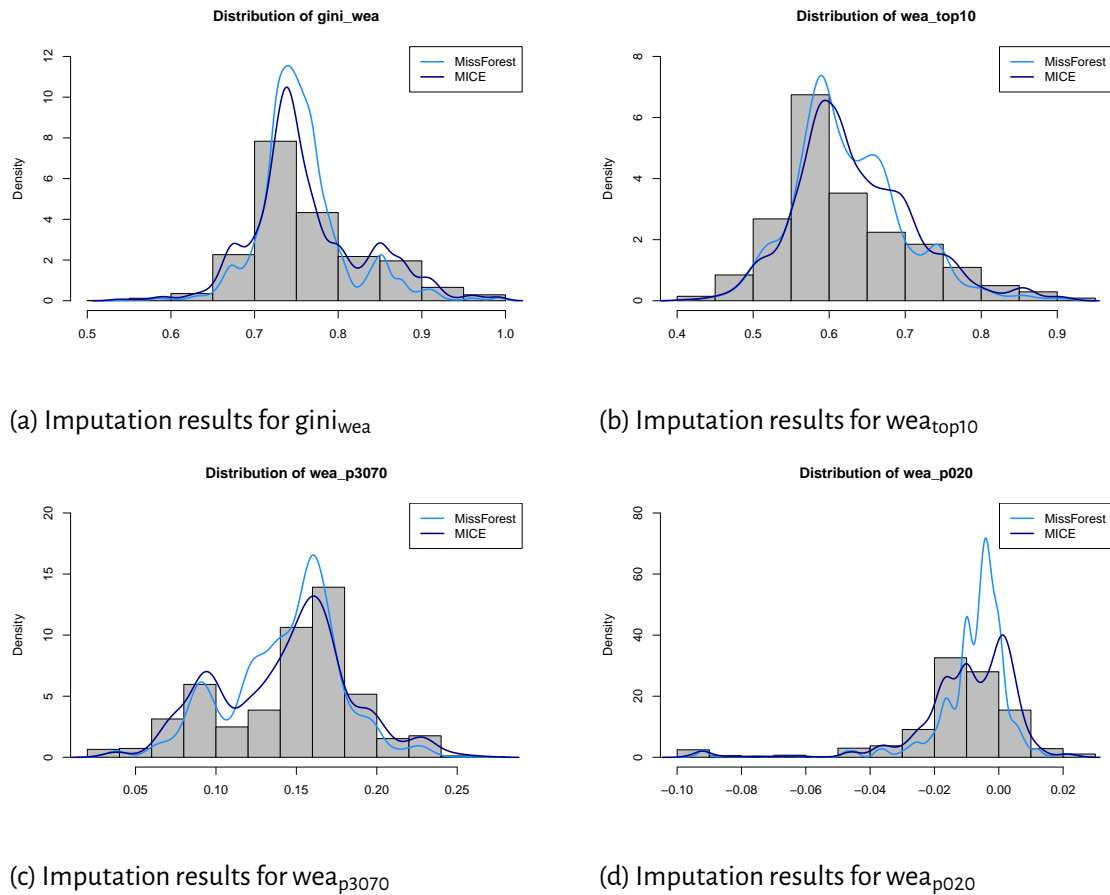 Distribution of gini_wea
Density
12
10
8
6
4
2
0
MissForest
MICE
0.5 0.6 0.7 0.8 0.9 1.0
(a) Imputation results for giniwea
Distribution of wea_top10
Density
8
6
4
2
0
MissForest
MICE
0.4 0.5 0.6 0.7 0.8 0.9
(b) Imputation results for weatop10
Distribution of wea_p3070
Density
20
15
10
5
0
MissForest
MICE
0.05 0.10 0.15 0.20 0.25
(c) Imputation results for weap3070
Distribution of wea_p020
Density
80
60
40
20
0
MissForest
MICE
−0.10 −0.08 −0.06 −0.04 −0.02 0.00 0.02
(d) Imputation results for weap020